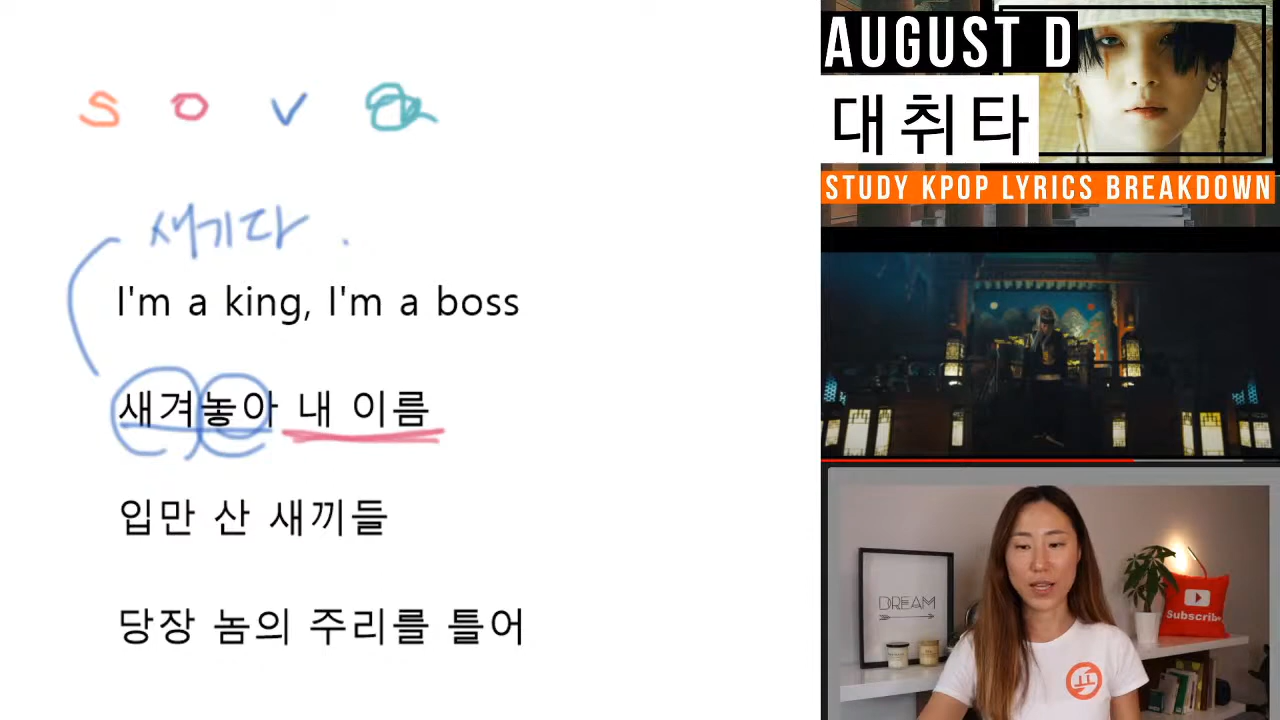 S O V
새기다.
I'm a king, I'm a boss
새겨놓아 내 이름
입만 산 새끼들
당장 놈의 주리를 틀어
AUGUST D
대취타
STUDY KPOP LYRICS BREAKDOWN
DREAM
Subscribe